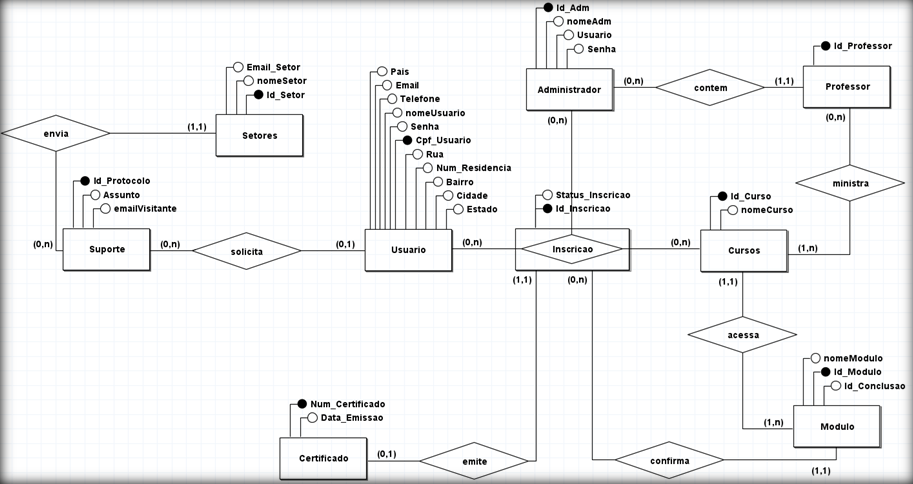 Id_Adm
nomeAdm
Usuario
Senha
Administrador
(0,n)
contem
(1,1)
Id_Professor
Professor
(0,n)
(0,n)
Email_Setor
nomeSetor
Id_Setor
Setores
envia
(1,1)
Pais
Email
Telefone
nomeUsuario
Senha
Cpf_Usuario
Rua
Num_Residencia
Bairro
Cidade
Estado
Usuario
ministra
Id_Protocolo
Assunto
emailVisitante
Suporte
(0,n)
(0,n)
solicita
(0,1)
(0,n)
Status_Inscricao
Id_Inscricao
Inscricao
(0,n)
Id_Curso
nomeCurso
Cursos
(1,n)
(1,1)
(0,n)
(1,1)
acessa
nomeModulo
Id_Modulo
Id_Conclusao
Modulo
(1,n)
Num_Certificado
Data_Emissao
Certificado
(0,1)
emite
confirma
(1,1)